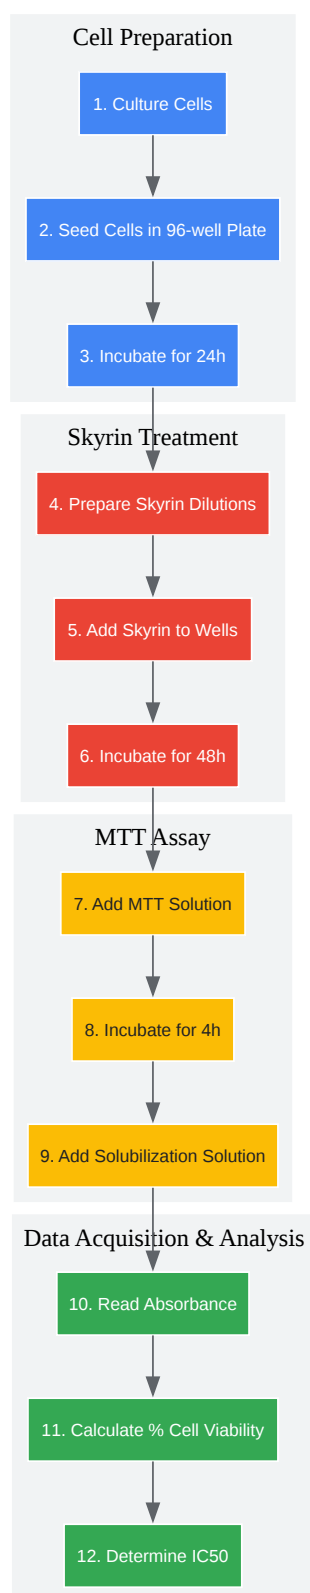 Cell Preparation
1. Culture Cells
2. Seed Cells in 96-well Plate
3. Incubate for 24h
Skyrin Treatment
4. Prepare Skyrin Dilutions
5. Add Skyrin to Wells
6. Incubate for 48h
MTT Assay
7. Add MTT Solution
8. Incubate for 4h
9. Add Solubilization Solution
Data Acquisition & Analysis
10. Read Absorbance
11. Calculate % Cell Viability
12. Determine IC50